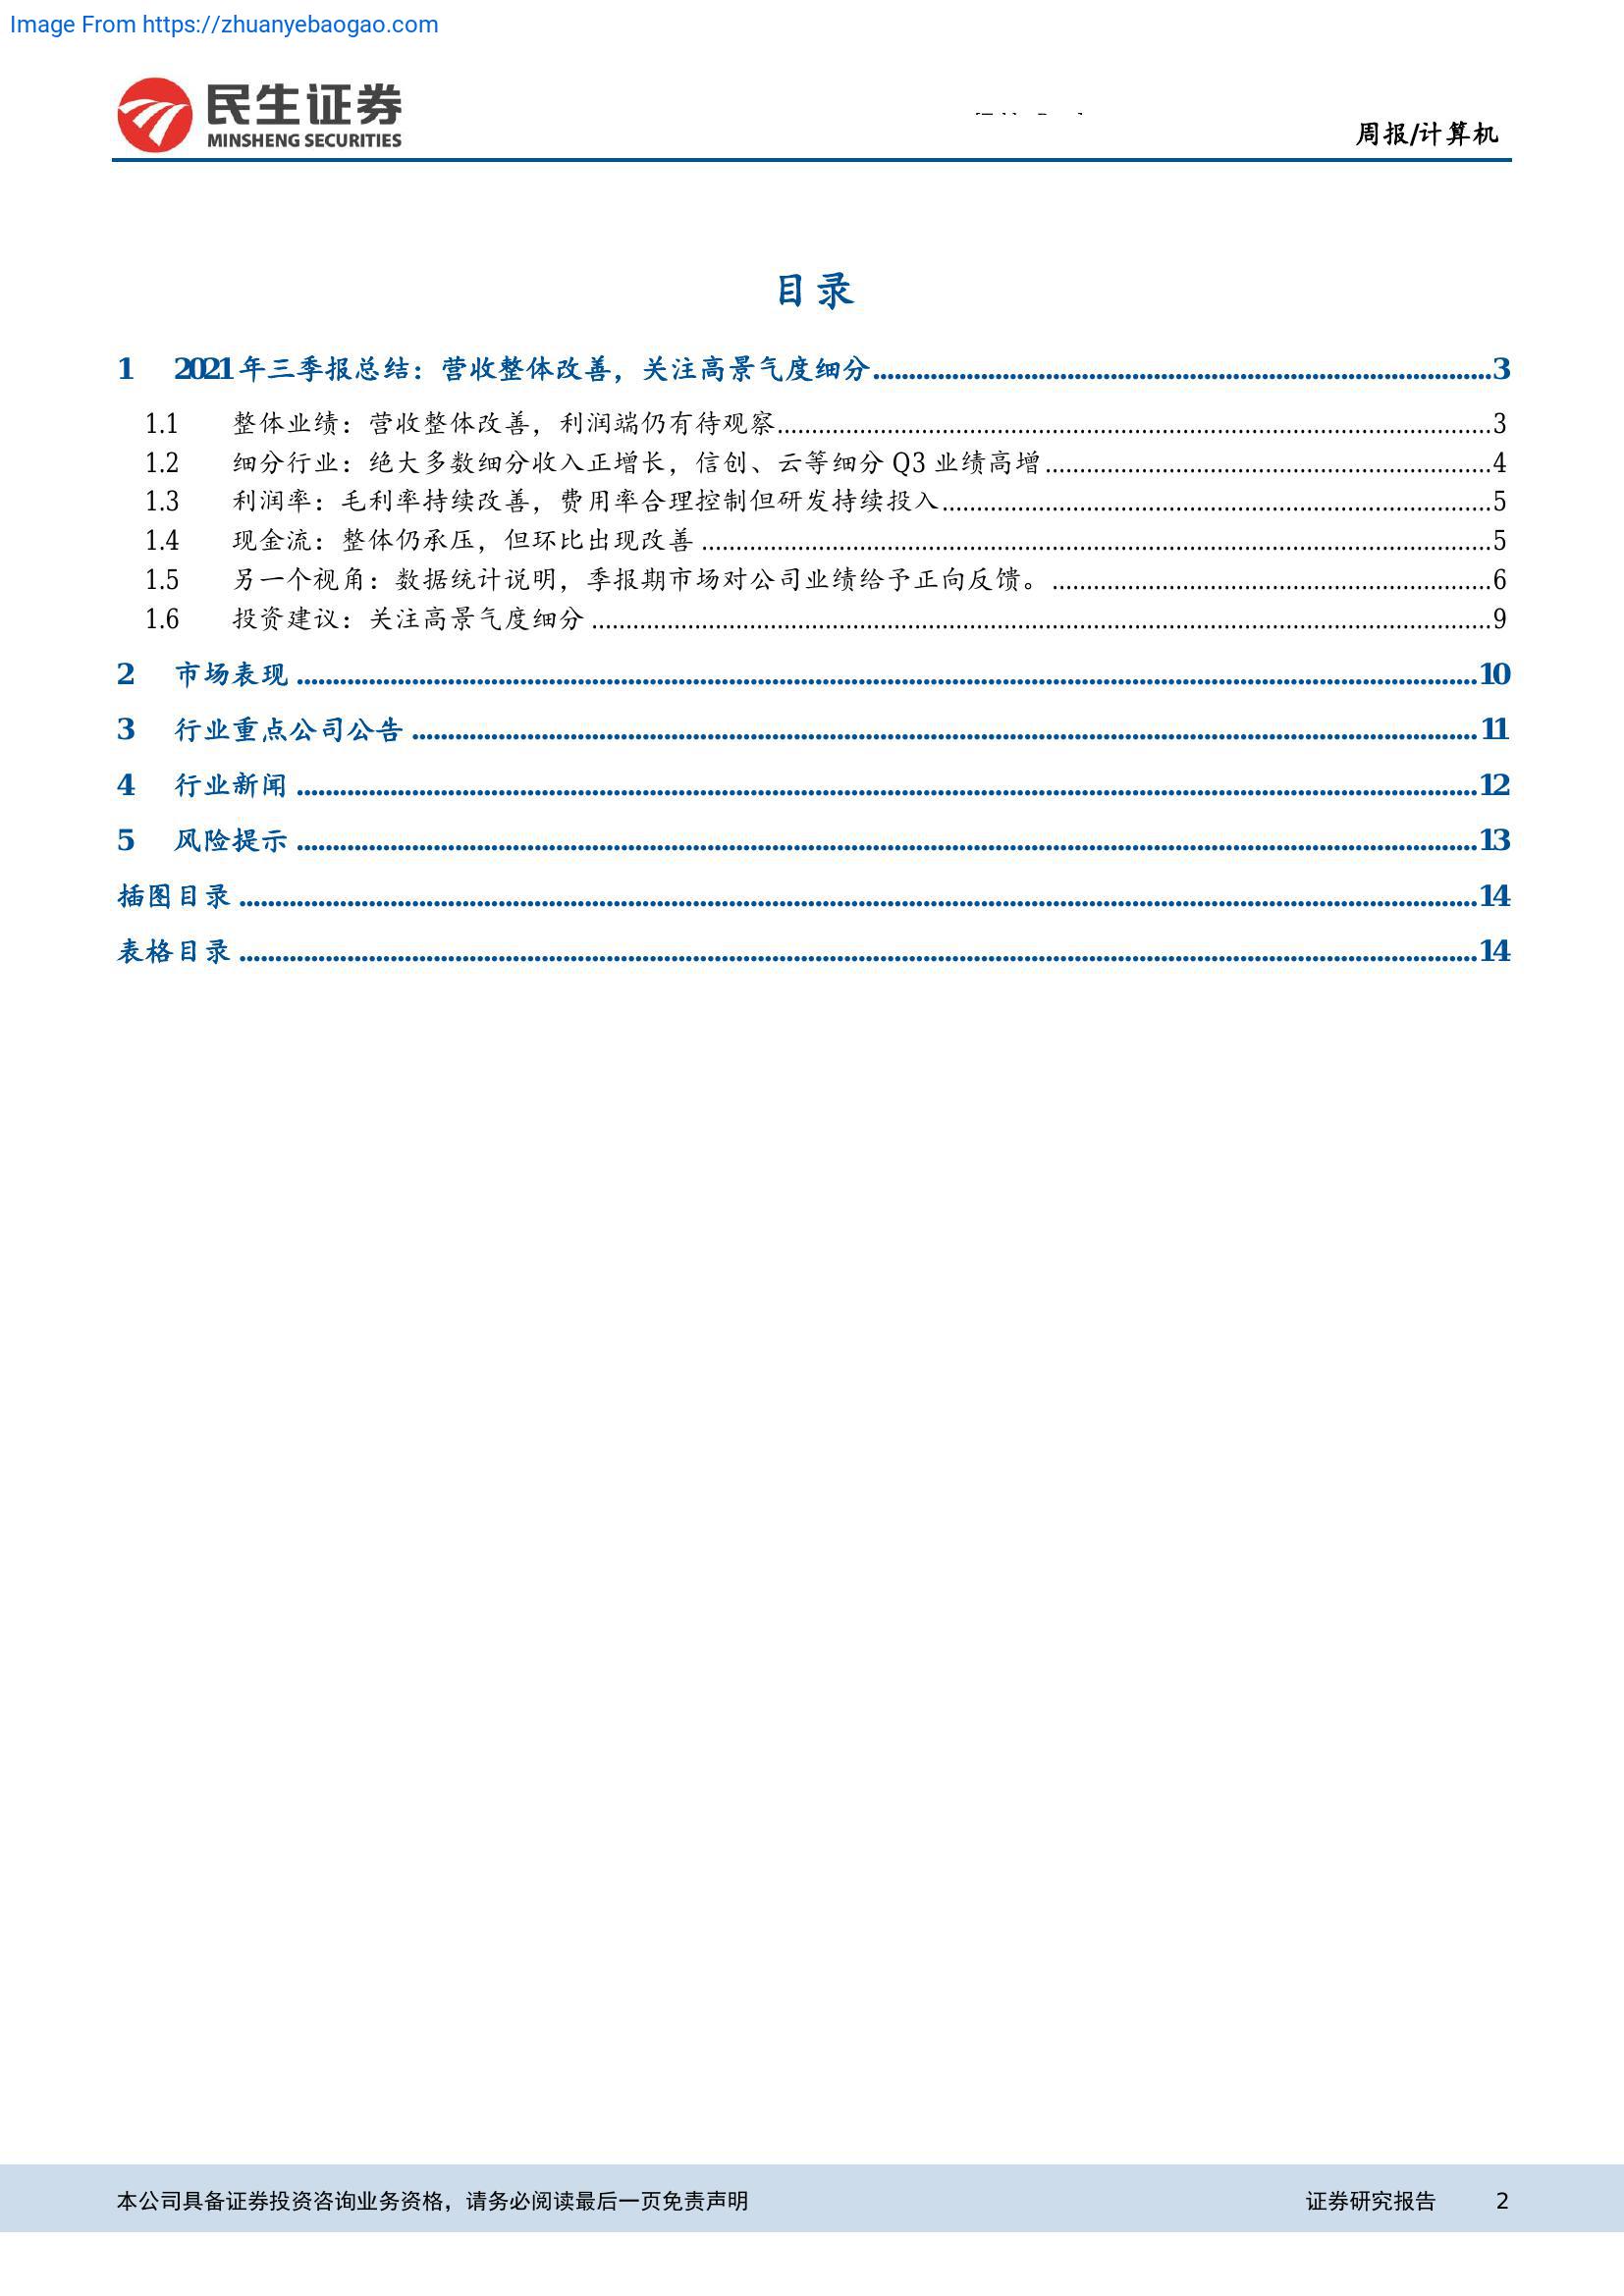 Image From https://zhuanyebaogao.com
民生证券
MINSHENG SECURITIES
周报/计算机
目录
1 2021 年三季报总结：营收整体改善，关注高景气度细分........................................3
1.1 整体业绩：营收整体改善，利润端仍有待观察........................................3
1.2 细分行业：绝大多数细分收入正增长，信创、云等细分 Q3 业绩高增........................................4
1.3 利润率：毛利率持续改善，费用率合理控制但研发持续投入........................................5
1.4 现金流：整体仍承压，但环比出现改善........................................5
1.5 另一个视角：数据统计说明，季报期市场对公司业绩给予正向反馈。........................................6
1.6 投资建议：关注高景气度细分........................................9
2 市场表现........................................10
3 行业重点公司公告........................................11
4 行业新闻........................................12
5 风险提示........................................13
插图目录........................................14
表格目录........................................14
本公司具备证券投资咨询业务资格，请务必阅读最后一页免责声明 证券研究报告 2